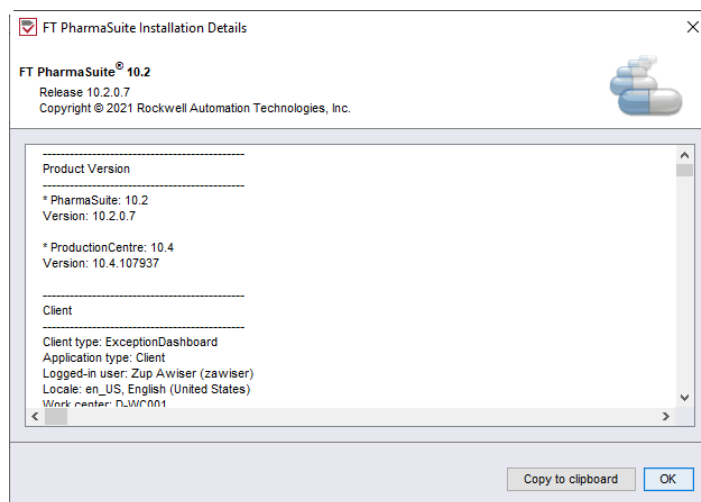 FT PharmaSuite Installation Details
FT PharmaSuite® 10.2
Release 10.2.0.7
Copyright © 2021 Rockwell Automation Technologies, Inc.
----------------------------------------------
Product Version
----------------------------------------------
* PharmaSuite: 10.2
Version: 10.2.0.7
* ProductionCentre: 10.4
Version: 10.4.107937
----------------------------------------------
Client
----------------------------------------------
Client type: ExceptionDashboard
Application type: Client
Logged-in user: Zup Awiser (zawiser)
Locale: en_US, English (United States)
Work center: D-WC001
Copy to clipboard
OK